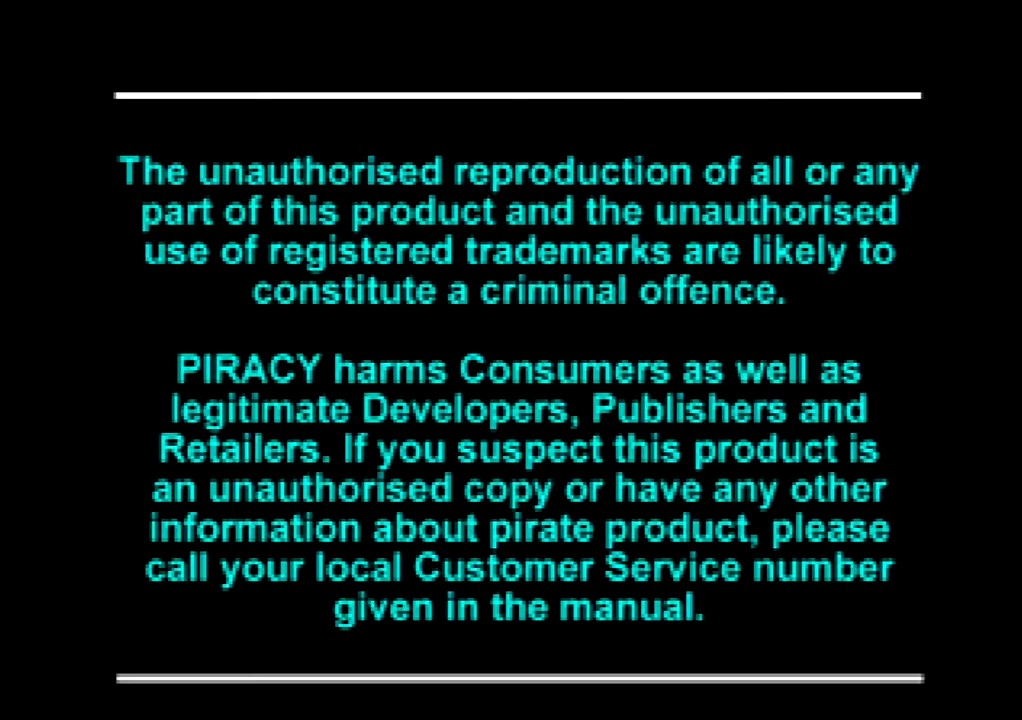 The unauthorised reproduction of all or any
part of this product and the unauthorised
use of registered trademarks are likely to
constitute a criminal offence.
PIRACY harms Consumers as well as
legitimate Developers, Publishers and
Retailers. If you suspect this product is
an unauthorised copy or have any other
information about pirate product, please
call your local Customer Service number
given in the manual.